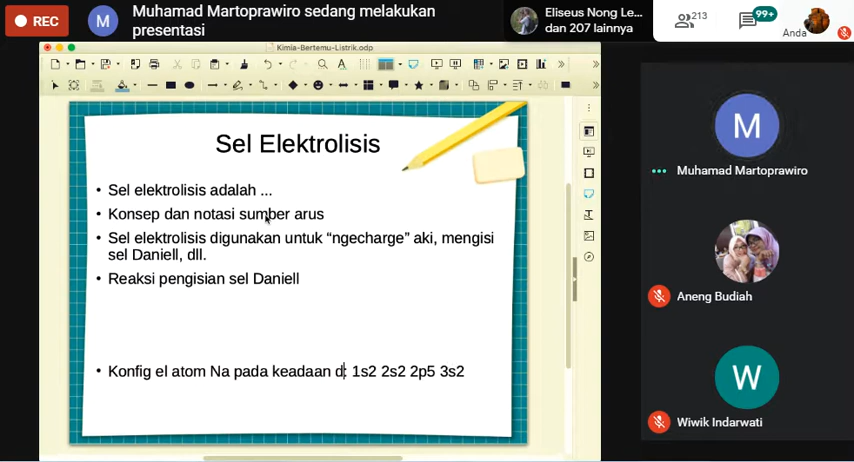 REC
M
Muhamad Martoprawiro sedang melakukan
presentasi
Eliseus Nong Le...
dan 207 lainnya
213
99+
Anda
Kimia-Bertemu-Listrik.odp
Sel Elektrolisis
• Sel elektrolisis adalah ...
• Konsep dan notasi sumber arus
• Sel elektrolisis digunakan untuk “ngecharge” aki, mengisi
sel Daniell, dll.
• Reaksi pengisian sel Daniell
• Konfig el atom Na pada keadaan d: 1s2 2s2 2p5 3s2
M
Muhamad Martoprawiro
Aneng Budiah
W
Wiwik Indarwati